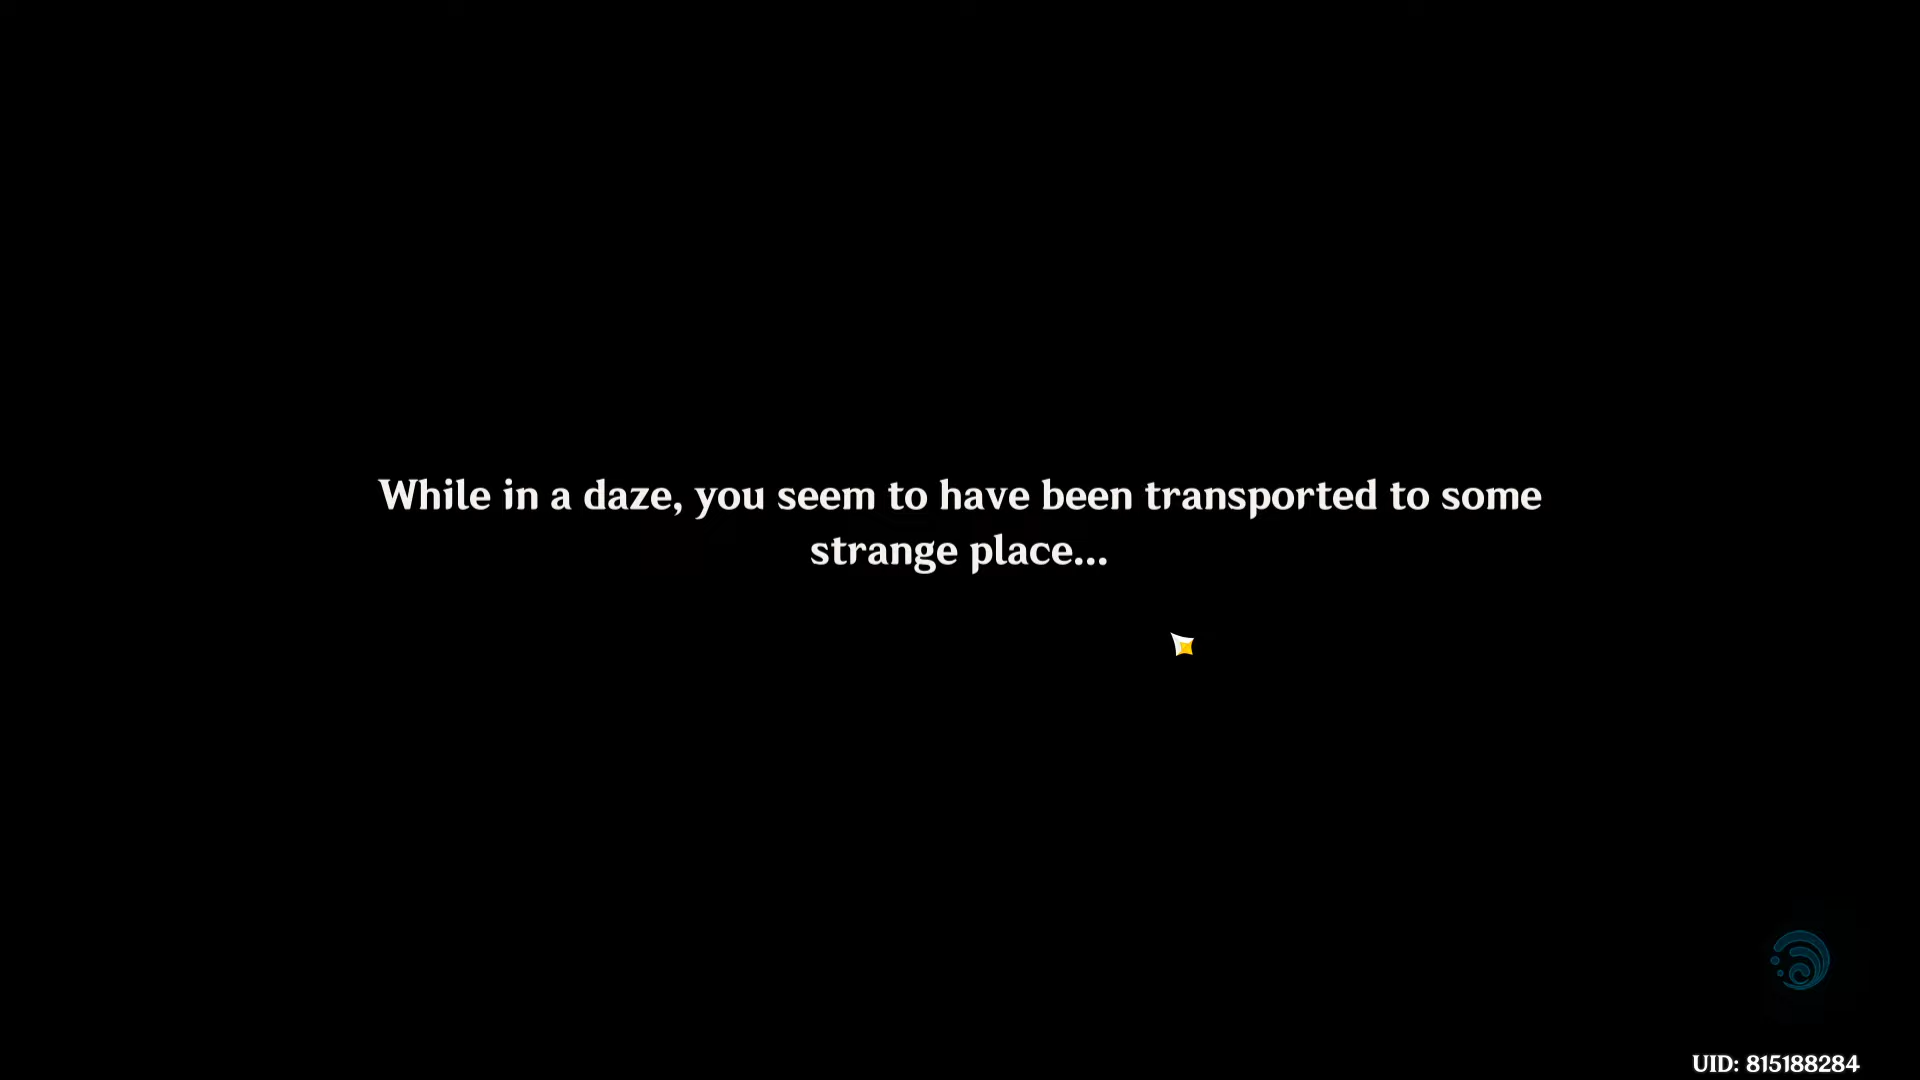 While in a daze, you seem to have been transported to some
strange place...
UID: 815188284